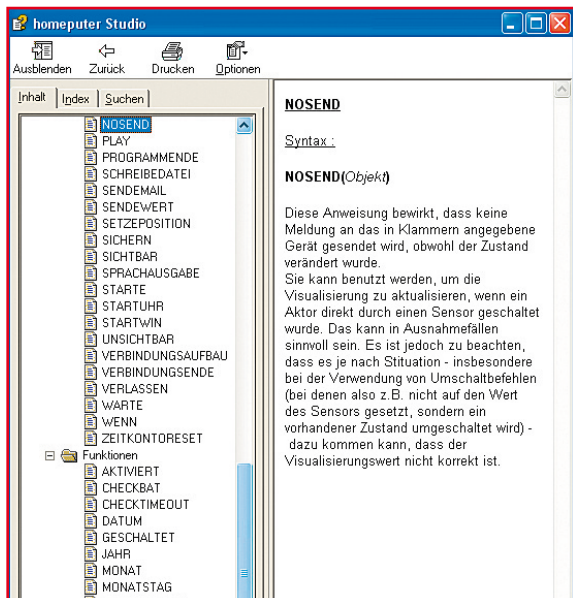 homeputer Studio
Ausblenden Zurück Drucken Optionen
Inhalt Index Suchen
NOSEND
PLAY
PROGRAMMENDE
SCHREIBEDATEI
SENDEMAIL
SENDEWERT
SETZEPOSITION
SICHERN
SICHTBAR
SPRACHAUSGABE
STARTE
STARTUHR
STARTWIN
UNSICHTBAR
VERBINDUNGSAUFBAU
VERBINDUNGSENDE
VERLASSEN
WARTE
WENN
ZEITKONTORESET
Funktionen
AKTIVIERT
CHECKBAT
CHECKTIMEOUT
DATUM
GESCHALTET
JAHR
MONAT
MONATSTAG
NOSEND
Syntax :
NOSEND(Objekt)
Diese Anweisung bewirkt, dass keine
Meldung an das in Klammern angegebene
Gerät gesendet wird, obwohl der Zustand
verändert wurde.
Sie kann benutzt werden, um die
Visualisierung zu aktualisieren, wenn ein
Aktor direkt durch einen Sensor geschaltet
wurde. Das kann in Ausnahmefällen
sinnvoll sein. Es ist jedoch zu beachten,
dass es je nach Stituation - insbesondere
bei der Verwendung von Umschaltbefehlen
(bei denen also z.B. nicht auf den Wert
des Sensors gesetzt, sondern ein
vorhandener Zustand umgeschaltet wird) -
dazu kommen kann, dass der
Visualisierungswert nicht korrekt ist.